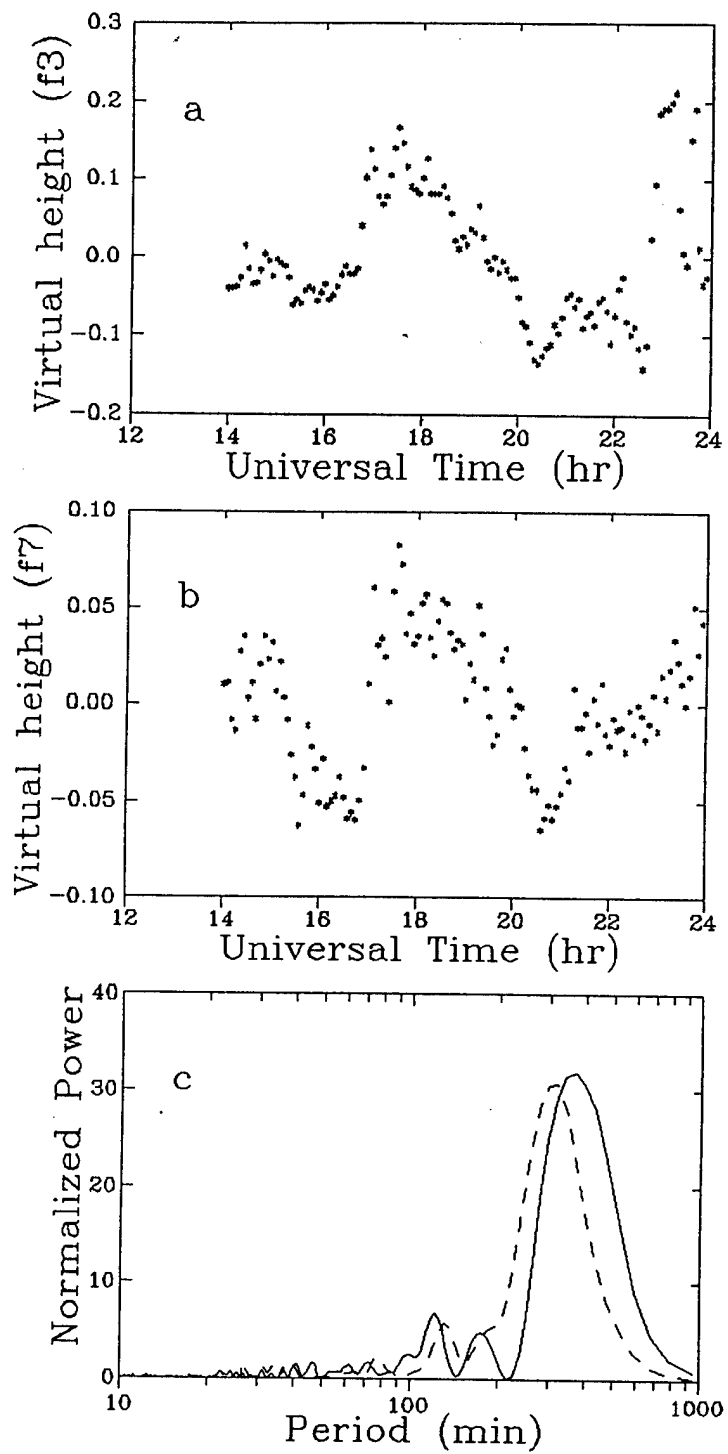 0.3
0.2
0.1
0.0
−0.1
−0.2
Virtual height (f3)
a
12 14 16 18 20 22 24
Universal Time (hr)
0.10
0.05
0.00
−0.05
−0.10
Virtual height (f7)
b
12 14 16 18 20 22 24
Universal Time (hr)
40
30
20
10
0
Normalized Power
c
10 100 1000
Period (min)